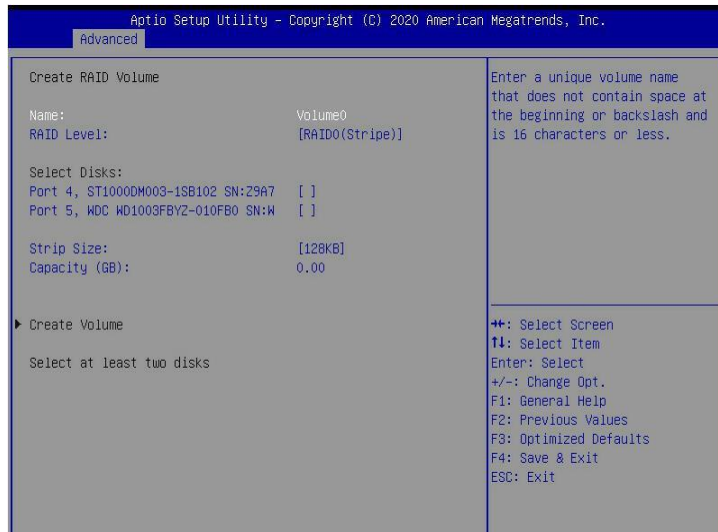 Aptio Setup Utility – Copyright (C) 2020 American Megatrends, Inc.
Advanced
Create RAID Volume
Name: Volume0
RAID Level: [RAID0(Stripe)]
Select Disks:
Port 4, ST1000DM003-1SB102 SN:Z9A7 [ ]
Port 5, WDC WD1003FBYZ-010FB0 SN:W [ ]
Strip Size: [128KB]
Capacity (GB): 0.00
Create Volume
Select at least two disks
Enter a unique volume name
that does not contain space at
the beginning or backslash and
is 16 characters or less.
→←: Select Screen
↑↓: Select Item
Enter: Select
+/-: Change Opt.
F1: General Help
F2: Previous Values
F3: Optimized Defaults
F4: Save & Exit
ESC: Exit